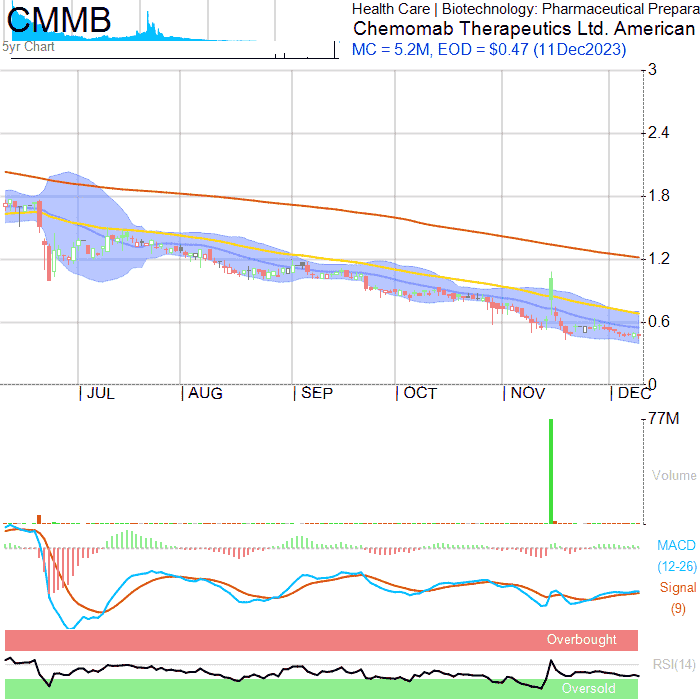 CMMB
5yr Chart
Health Care | Biotechnology: Pharmaceutical Prepara
Chemomab Therapeutics Ltd. American
MC = 5.2M, EOD = $0.47 (11Dec2023)
3
2.4
1.8
1.2
0.6
0
JUL
AUG
SEP
OCT
NOV
DEC
77M
Volume
MACD
(12-26)
Signal
(9)
Overbought
RSI(14)
Oversold